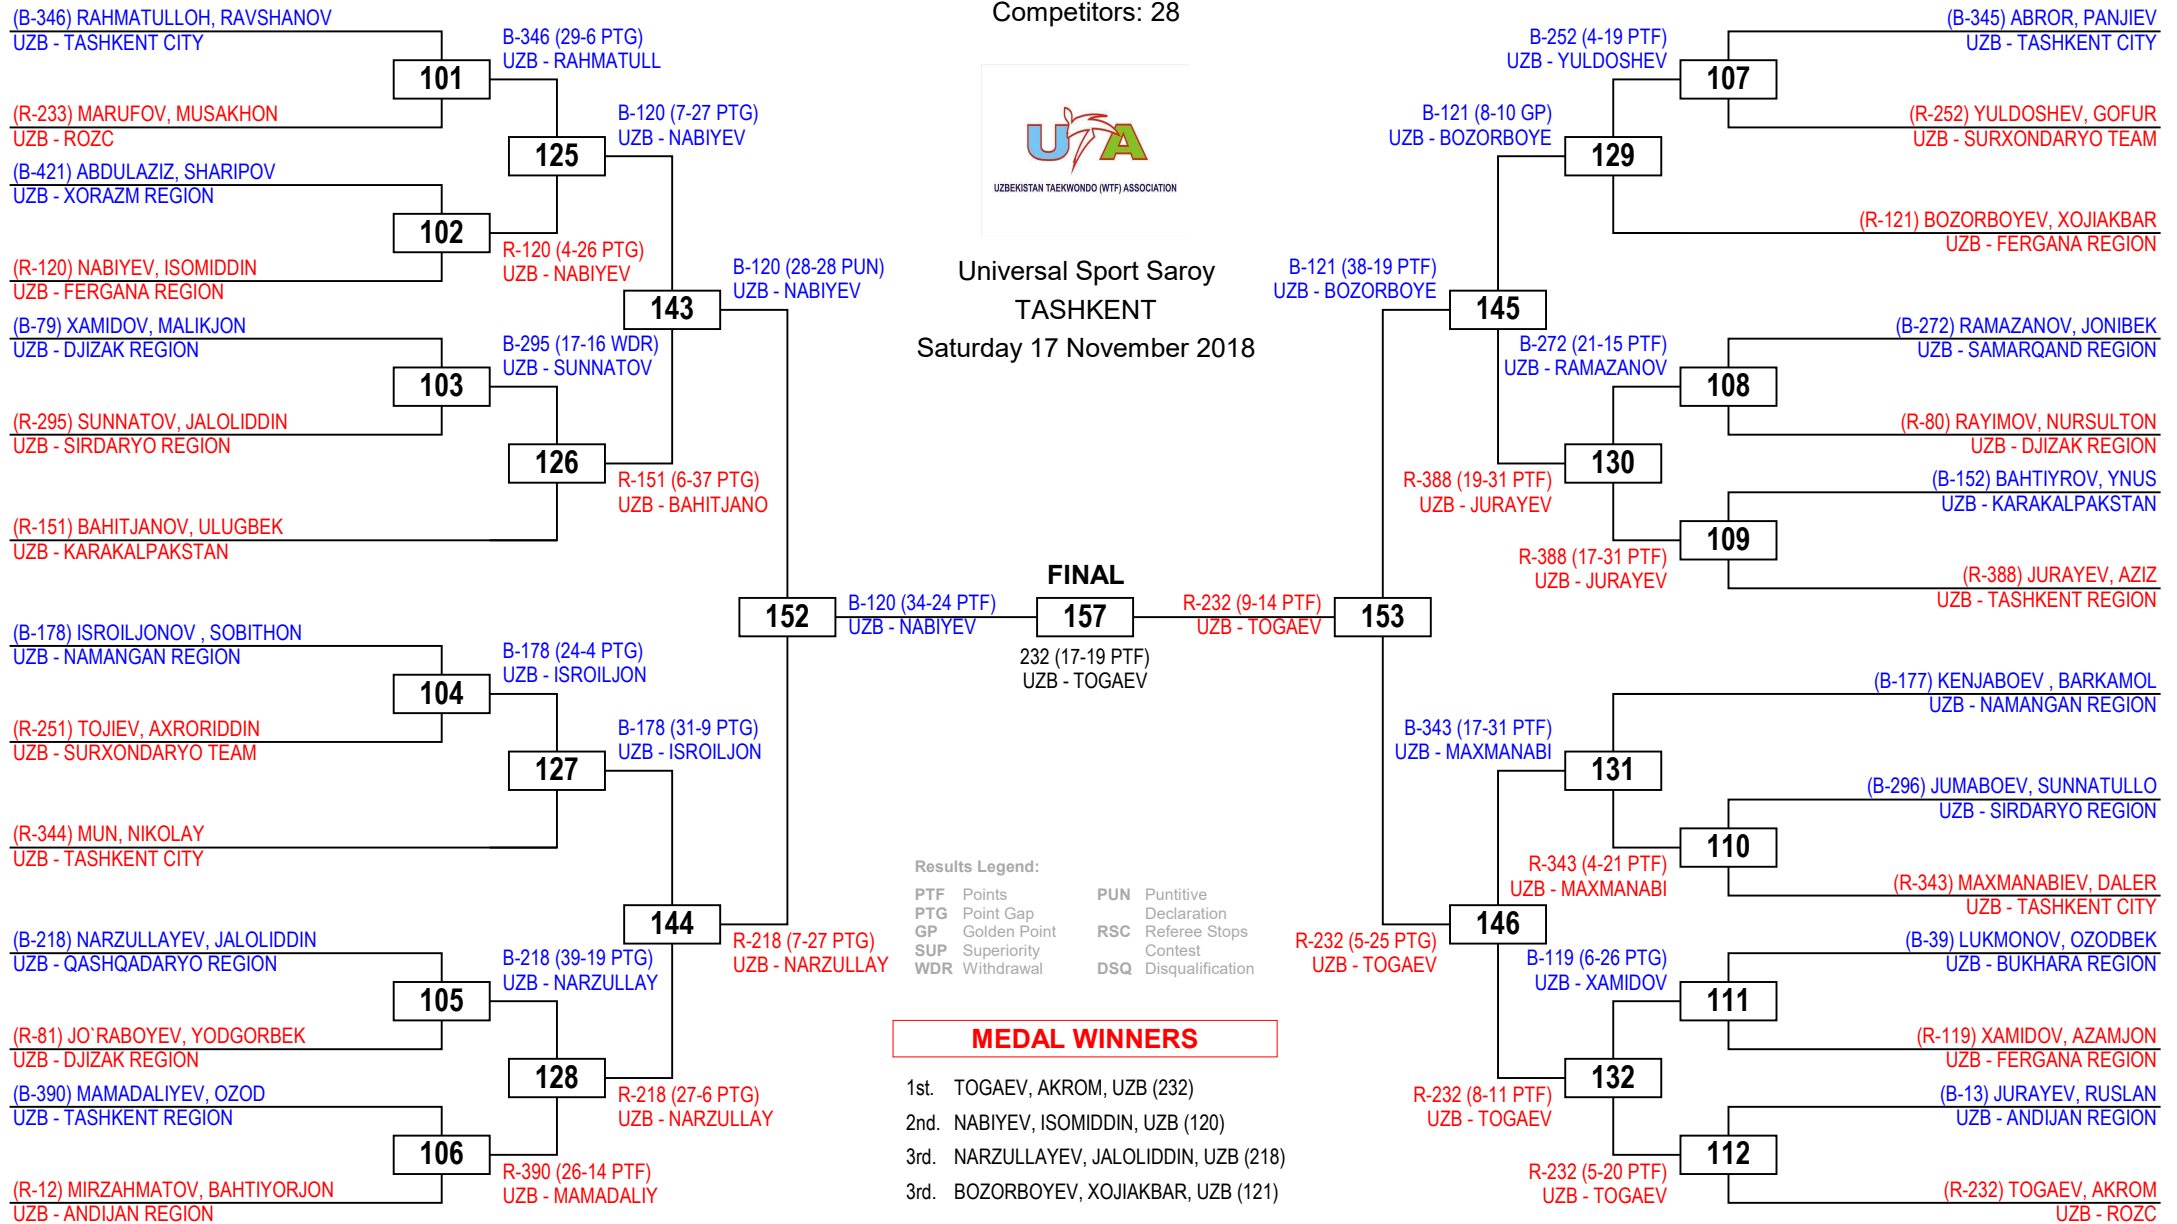 Competitors: 28
UTA
UZBEKISTAN TAEKWONDO (WTF) ASSOCIATION
Universal Sport Saroy
TASHKENT
Saturday 17 November 2018
(B-346) RAHMATULLOH, RAVSHANOV
UZB - TASHKENT CITY
101
(R-233) MARUFOV, MUSAKHON
UZB - ROZC
(B-421) ABDULAZIZ, SHARIPOV
UZB - XORAZM REGION
102
(R-120) NABIYEV, ISOMIDDIN
UZB - FERGANA REGION
(B-79) XAMIDOV, MALIKJON
UZB - DJIZAK REGION
103
(R-295) SUNNATOV, JALOLIDDIN
UZB - SIRDARYO REGION
(R-151) BAHITJANOV, ULUGBEK
UZB - KARAKALPAKSTAN
(B-178) ISROILJONOV , SOBITHON
UZB - NAMANGAN REGION
104
(R-251) TOJIEV, AXRORIDDIN
UZB - SURXONDARYO TEAM
(R-344) MUN, NIKOLAY
UZB - TASHKENT CITY
(B-218) NARZULLAYEV, JALOLIDDIN
UZB - QASHQADARYO REGION
105
(R-81) JO`RABOYEV, YODGORBEK
UZB - DJIZAK REGION
(B-390) MAMADALIYEV, OZOD
UZB - TASHKENT REGION
106
(R-12) MIRZAHMATOV, BAHTIYORJON
UZB - ANDIJAN REGION
B-346 (29-6 PTG)
UZB - RAHMATULL
125
R-120 (4-26 PTG)
UZB - NABIYEV
B-295 (17-16 WDR)
UZB - SUNNATOV
126
B-178 (24-4 PTG)
UZB - ISROILJON
127
B-218 (39-19 PTG)
UZB - NARZULLAY
128
R-390 (26-14 PTF)
UZB - MAMADALIY
B-120 (7-27 PTG)
UZB - NABIYEV
143
R-151 (6-37 PTG)
UZB - BAHITJANO
B-178 (31-9 PTG)
UZB - ISROILJON
144
R-218 (27-6 PTG)
UZB - NARZULLAY
B-120 (28-28 PUN)
UZB - NABIYEV
152
R-218 (7-27 PTG)
UZB - NARZULLAY
B-120 (34-24 PTF)
UZB - NABIYEV
FINAL
157
232 (17-19 PTF)
UZB - TOGAEV
R-232 (9-14 PTF)
UZB - TOGAEV
153
B-121 (38-19 PTF)
UZB - BOZORBOYE
R-232 (5-25 PTG)
UZB - TOGAEV
B-121 (8-10 GP)
UZB - BOZORBOYE
145
R-388 (19-31 PTF)
UZB - JURAYEV
B-343 (17-31 PTF)
UZB - MAXMANABI
146
R-232 (8-11 PTF)
UZB - TOGAEV
B-252 (4-19 PTF)
UZB - YULDOSHEV
129
B-272 (21-15 PTF)
UZB - RAMAZANOV
130
R-388 (17-31 PTF)
UZB - JURAYEV
131
R-343 (4-21 PTF)
UZB - MAXMANABI
B-119 (6-26 PTG)
UZB - XAMIDOV
132
R-232 (5-20 PTF)
UZB - TOGAEV
(B-345) ABROR, PANJIEV
UZB - TASHKENT CITY
107
(R-252) YULDOSHEV, GOFUR
UZB - SURXONDARYO TEAM
(R-121) BOZORBOYEV, XOJIAKBAR
UZB - FERGANA REGION
(B-272) RAMAZANOV, JONIBEK
UZB - SAMARQAND REGION
108
(R-80) RAYIMOV, NURSULTON
UZB - DJIZAK REGION
(B-152) BAHTIYROV, YNUS
UZB - KARAKALPAKSTAN
109
(R-388) JURAYEV, AZIZ
UZB - TASHKENT REGION
(B-177) KENJABOEV , BARKAMOL
UZB - NAMANGAN REGION
(B-296) JUMABOEV, SUNNATULLO
UZB - SIRDARYO REGION
110
(R-343) MAXMANABIEV, DALER
UZB - TASHKENT CITY
(B-39) LUKMONOV, OZODBEK
UZB - BUKHARA REGION
111
(R-119) XAMIDOV, AZAMJON
UZB - FERGANA REGION
(B-13) JURAYEV, RUSLAN
UZB - ANDIJAN REGION
112
(R-232) TOGAEV, AKROM
UZB - ROZC
Results Legend:
PTF Points
PTG Point Gap
GP Golden Point
SUP Superiority
WDR Withdrawal
PUN Puntitive
Declaration
RSC Referee Stops
Contest
DSQ Disqualification
MEDAL WINNERS
1st. TOGAEV, AKROM, UZB (232)
2nd. NABIYEV, ISOMIDDIN, UZB (120)
3rd. NARZULLAYEV, JALOLIDDIN, UZB (218)
3rd. BOZORBOYEV, XOJIAKBAR, UZB (121)